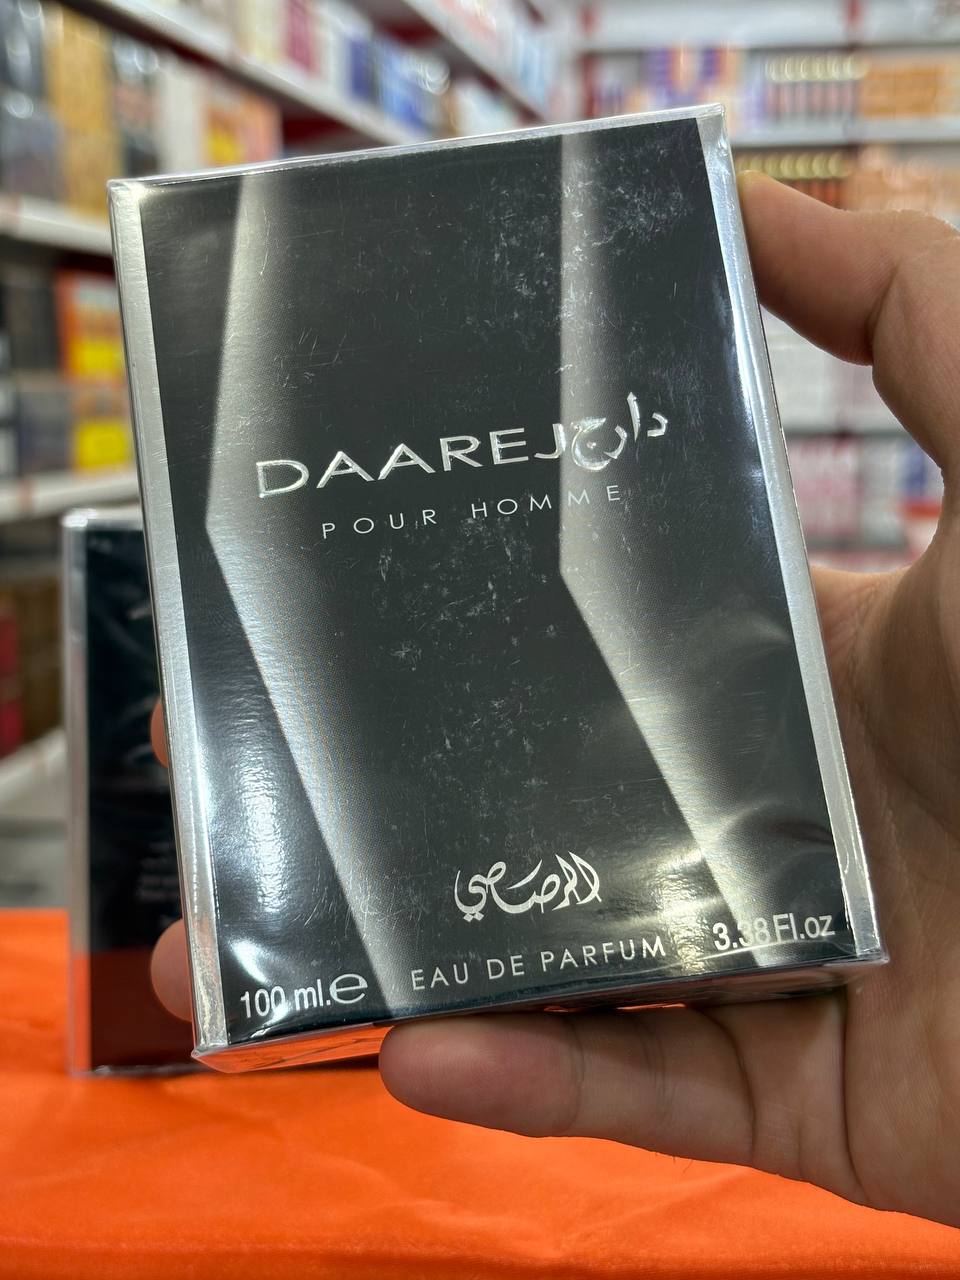 DAAREJ دارج
POUR HOMME
الرصاصي
EAU DE PARFUM
100 ml.e
3.38 Fl.oz